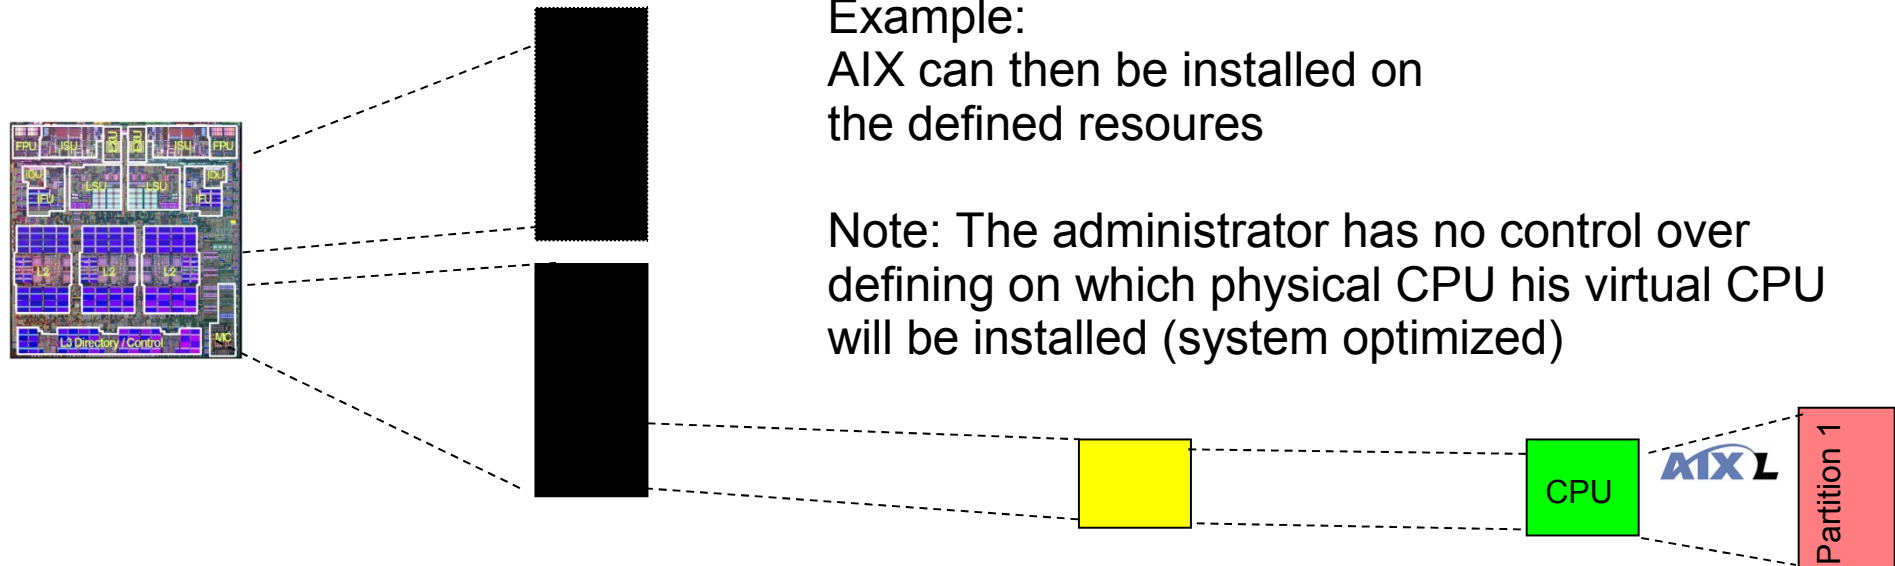 Example:
AIX can then be installed on
the defined resoures
Note: The administrator has no control over
defining on which physical CPU his virtual CPU
will be installed (system optimized)
FPU ISU ISU FPU
IDU LSU LSU IDU
IFU IFU
L2 L2 L2
L3 Directory / Control MC
CPU
AIX L
Partition 1